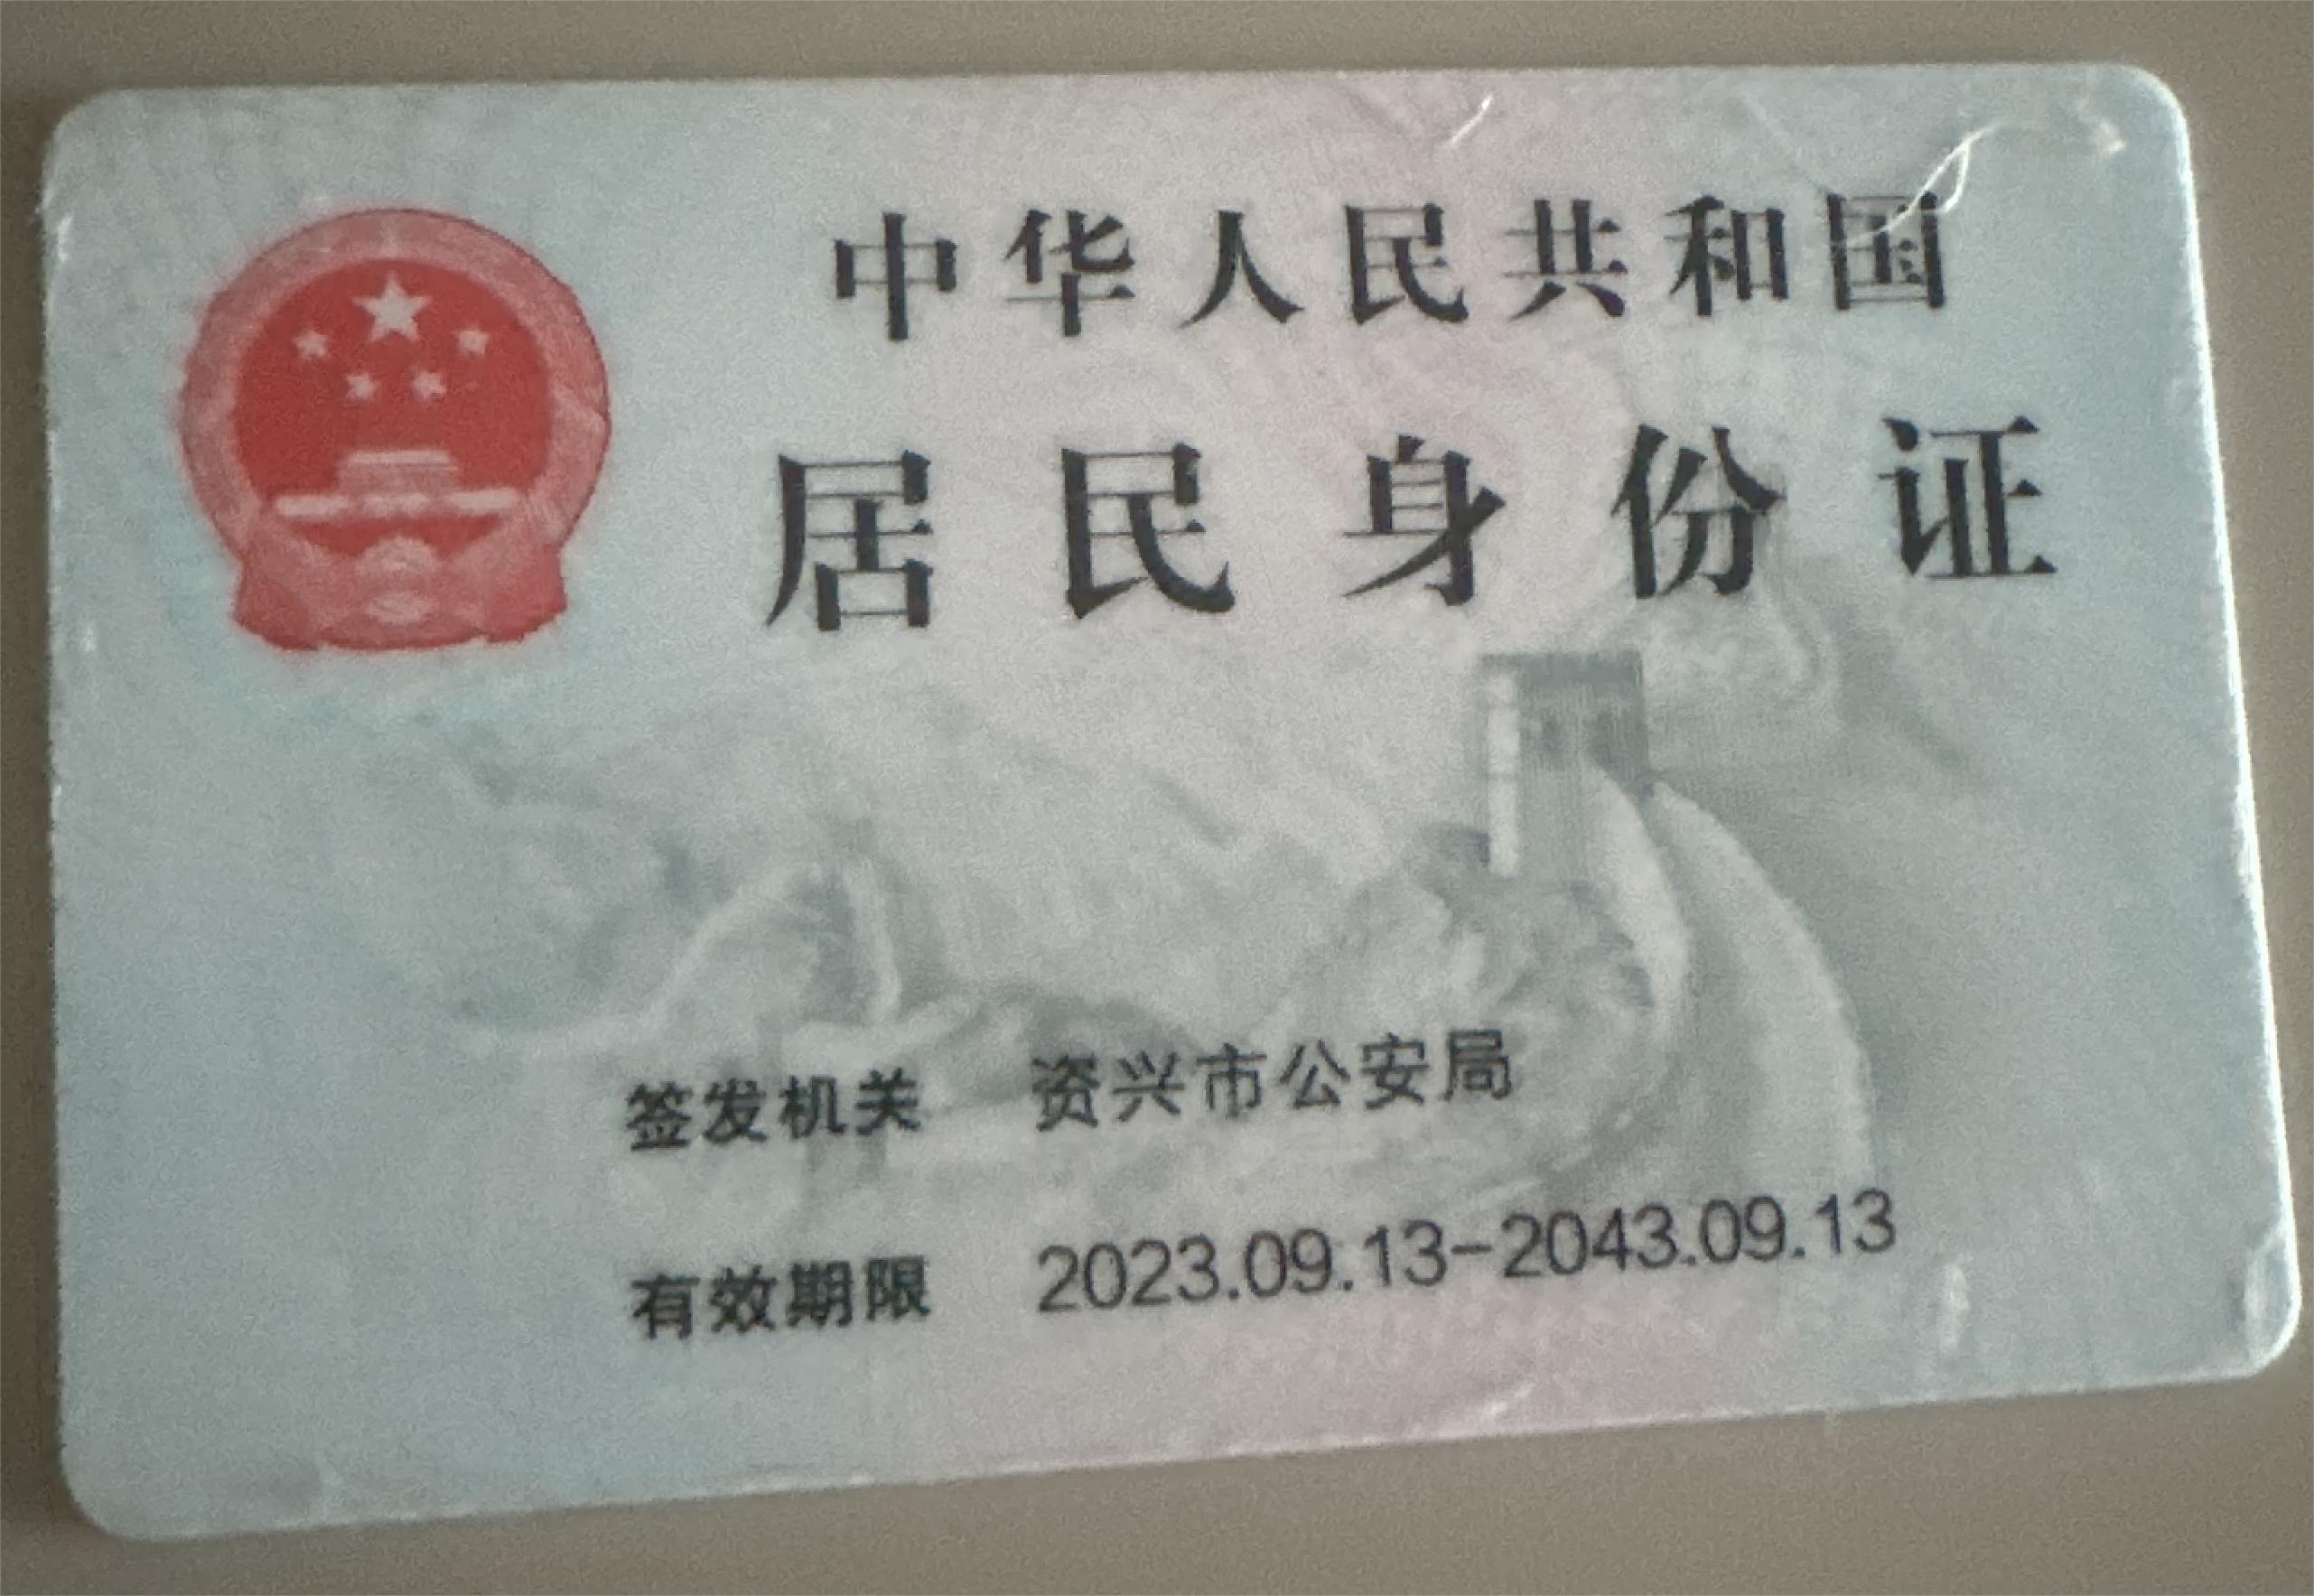 中华人民共和国
居民身份证
签发机关 资兴市公安局
有效期限 2023.09.13-2043.09.13